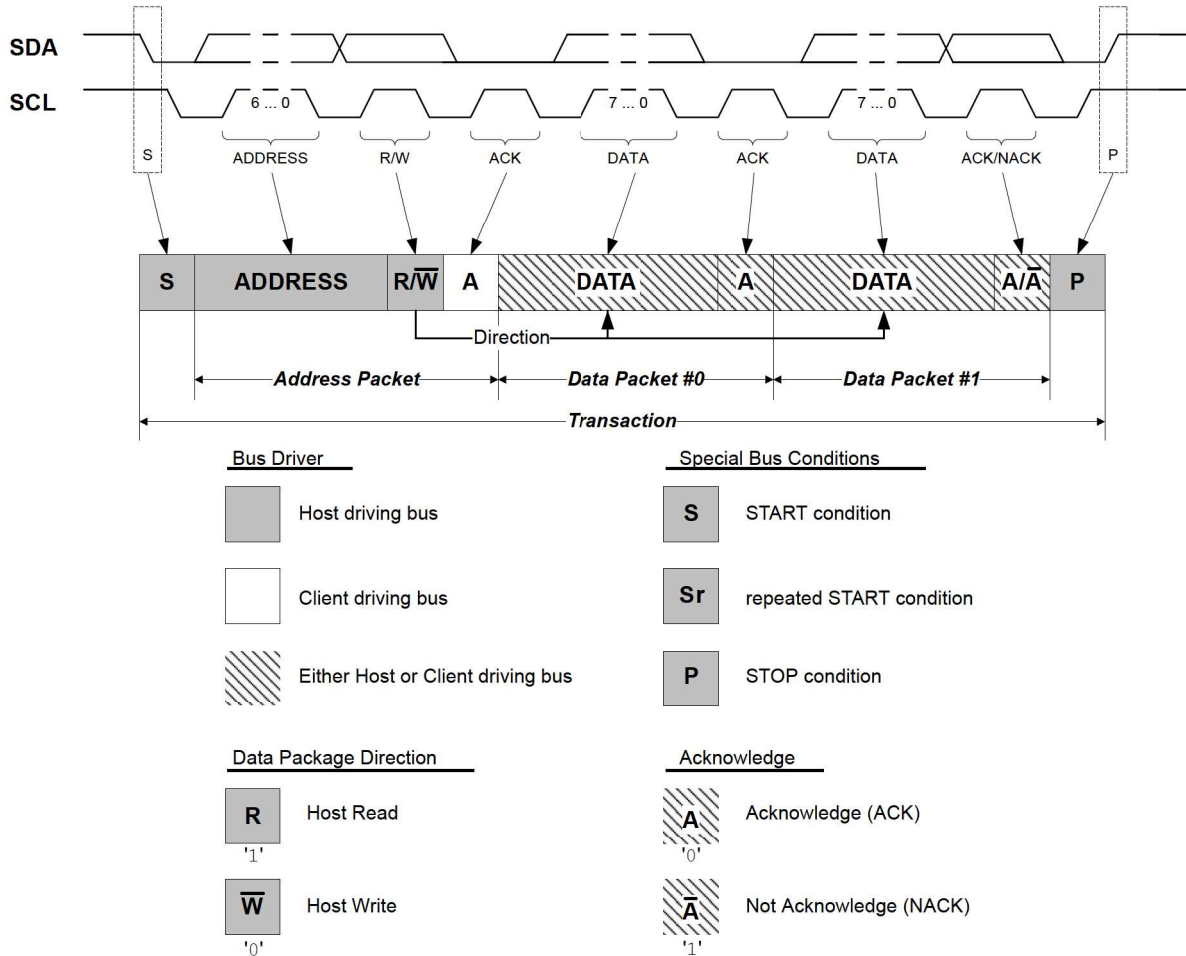 SDA
SCL
6 ... 0
7 ... 0
7 ... 0
S
ADDRESS
R/W
ACK
DATA
ACK
DATA
ACK/NACK
P
S
ADDRESS
R/W̅
A
DATA
A
DATA
A/A̅
P
Direction
Address Packet
Data Packet #0
Data Packet #1
Transaction
Bus Driver
Host driving bus
Client driving bus
Either Host or Client driving bus
Special Bus Conditions
S
START condition
Sr
repeated START condition
P
STOP condition
Data Package Direction
R
Host Read
'1'
W̅
Host Write
'0'
Acknowledge
A
Acknowledge (ACK)
'0'
A̅
Not Acknowledge (NACK)
'1'